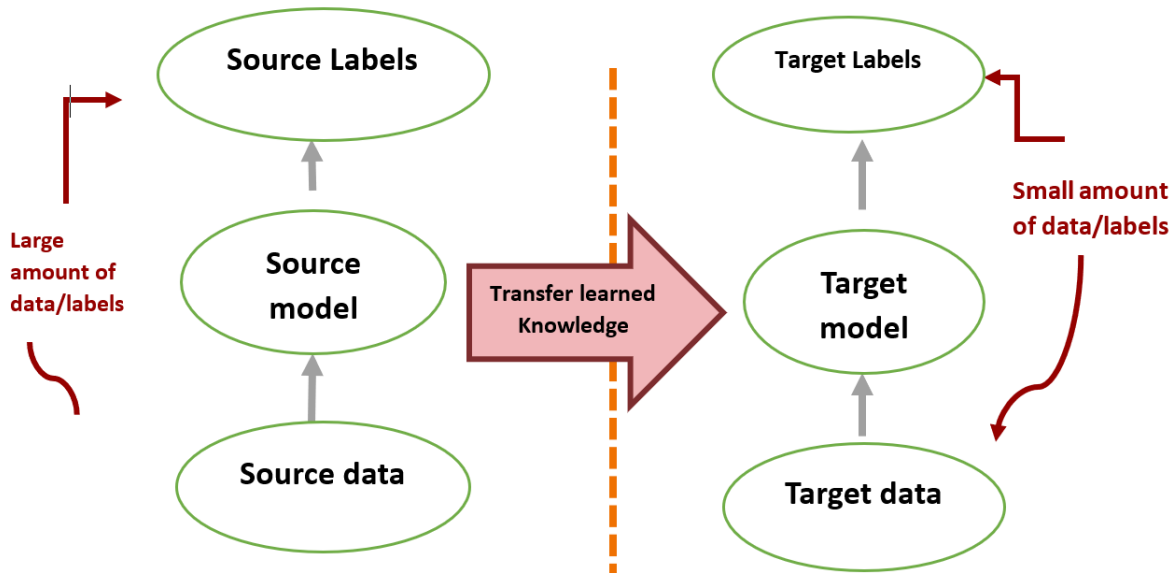 Source Labels
Target Labels
Large
amount of
data/labels
Source
model
Transfer learned
Knowledge
Target
model
Small amount
of data/labels
Source data
Target data